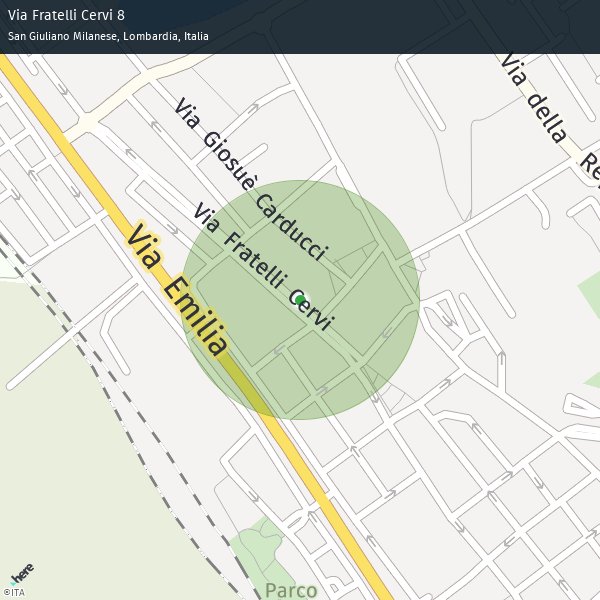 Via Fratelli Cervi 8
San Giuliano Milanese, Lombardia, Italia
Via della Re
Via Giosuè Carducci
Via Fratelli Cervi
Via Emilia
Parco
here
©ITA